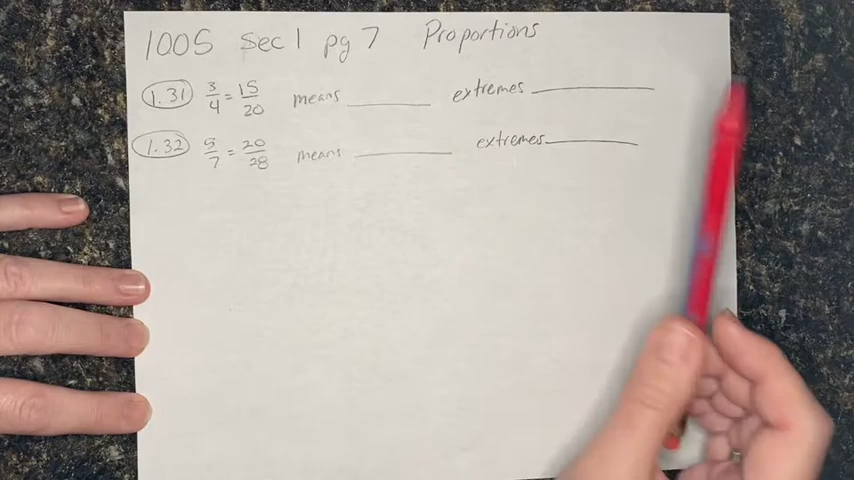 1005 Sec 1 pg 7 Proportions
1.31 3/4 = 15/20 means ______ extremes ______
1.32 5/7 = 20/28 means ______ extremes ______